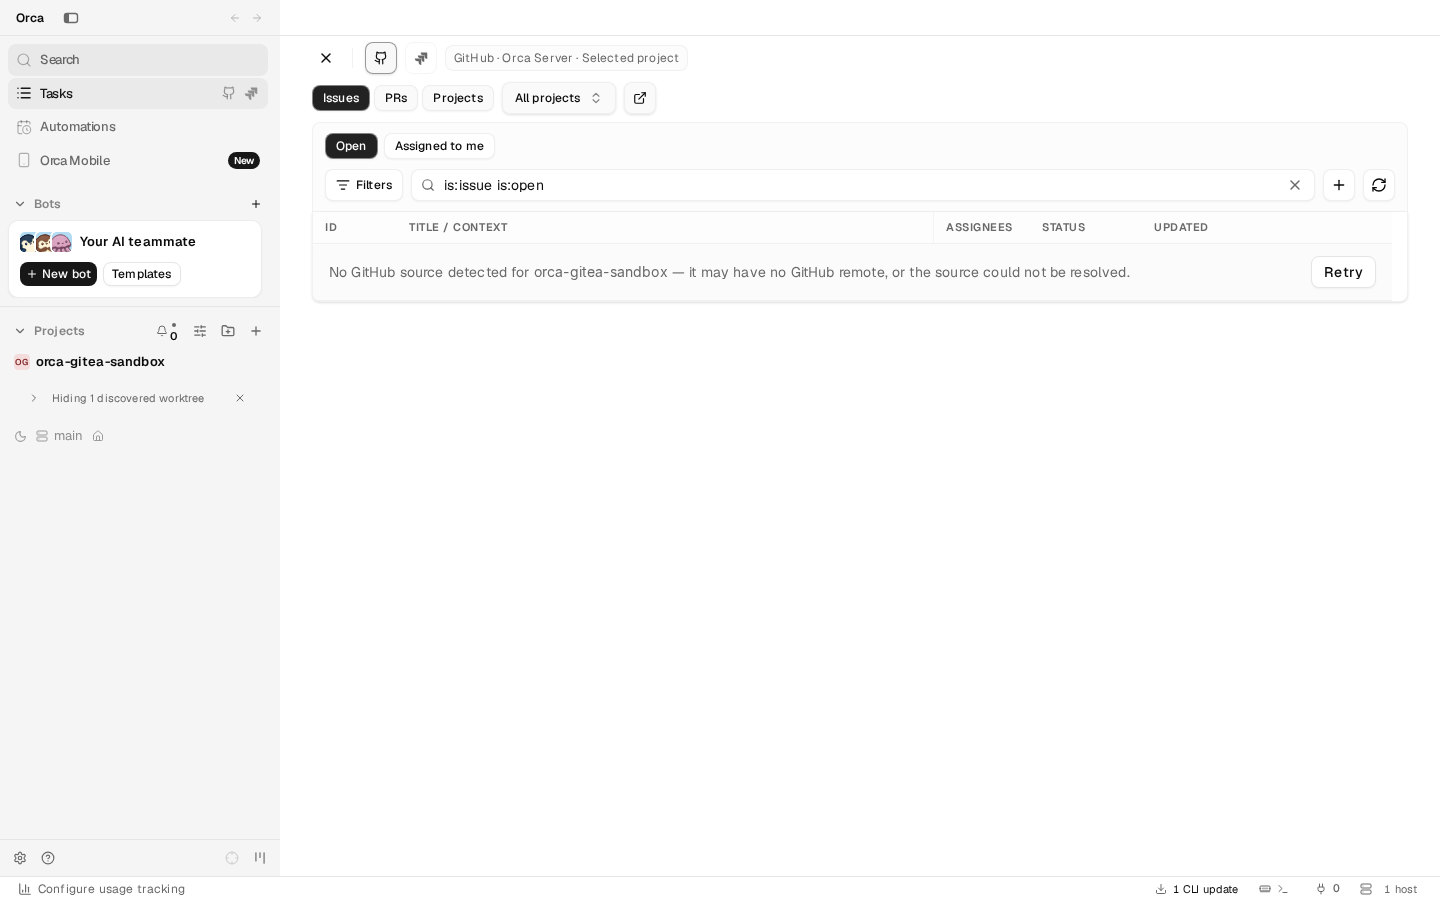 Orca
Search
Tasks
Automations
Orca Mobile
New
Bots
Your AI teammate
New bot
Templates
Projects
0
OG
orca-gitea-sandbox
Hiding 1 discovered worktree
main
GitHub · Orca Server · Selected project
Issues
PRs
Projects
All projects
Open
Assigned to me
Filters
is:issue is:open
ID
TITLE / CONTEXT
ASSIGNEES
STATUS
UPDATED
No GitHub source detected for orca-gitea-sandbox — it may have no GitHub remote, or the source could not be resolved.
Retry
Configure usage tracking
1 CLI update
0
1 host